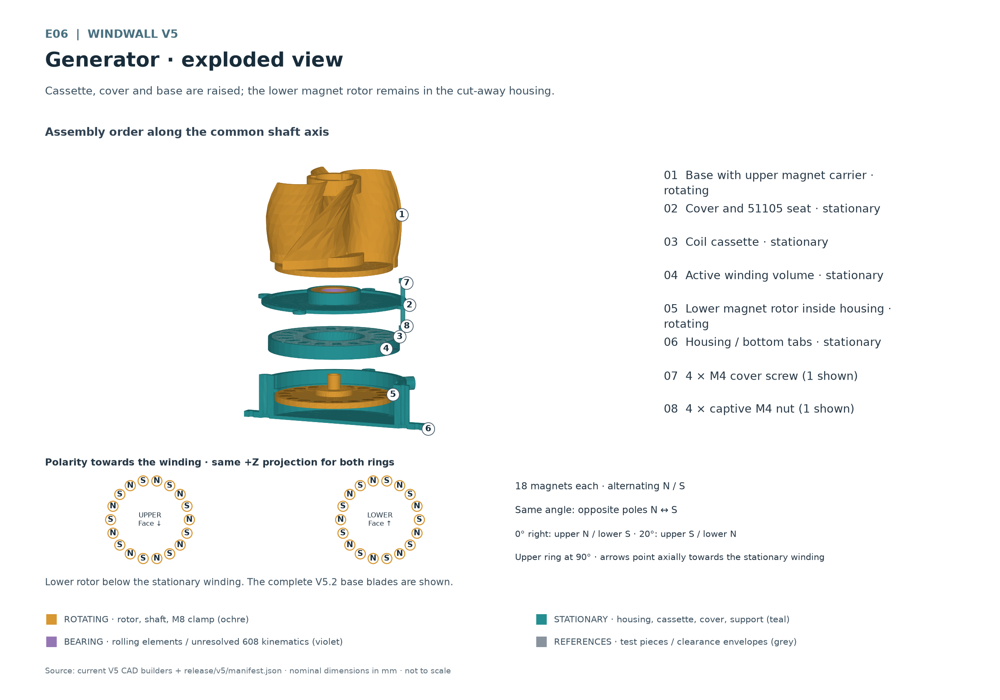 E06 | WINDWALL V5
Generator · exploded view
Cassette, cover and base are raised; the lower magnet rotor remains in the cut-away housing.
Assembly order along the common shaft axis
1
7
2
8
3
4
5
6
01 Base with upper magnet carrier ·
rotating
02 Cover and 51105 seat · stationary
03 Coil cassette · stationary
04 Active winding volume · stationary
05 Lower magnet rotor inside housing ·
rotating
06 Housing / bottom tabs · stationary
07 4 × M4 cover screw (1 shown)
08 4 × captive M4 nut (1 shown)
Polarity towards the winding · same +Z projection for both rings
N S N S N S N S N S N S N S N S N S
UPPER
Face ↓
S N S N S N S N S N S N S N S N S N
LOWER
Face ↑
18 magnets each · alternating N / S
Same angle: opposite poles N ↔ S
0° right: upper N / lower S · 20°: upper S / lower N
Upper ring at 90° · arrows point axially towards the stationary winding
Lower rotor below the stationary winding. The complete V5.2 base blades are shown.
ROTATING · rotor, shaft, M8 clamp (ochre)
STATIONARY · housing, cassette, cover, support (teal)
BEARING · rolling elements / unresolved 608 kinematics (violet)
REFERENCES · test pieces / clearance envelopes (grey)
Source: current V5 CAD builders + release/v5/manifest.json · nominal dimensions in mm · not to scale